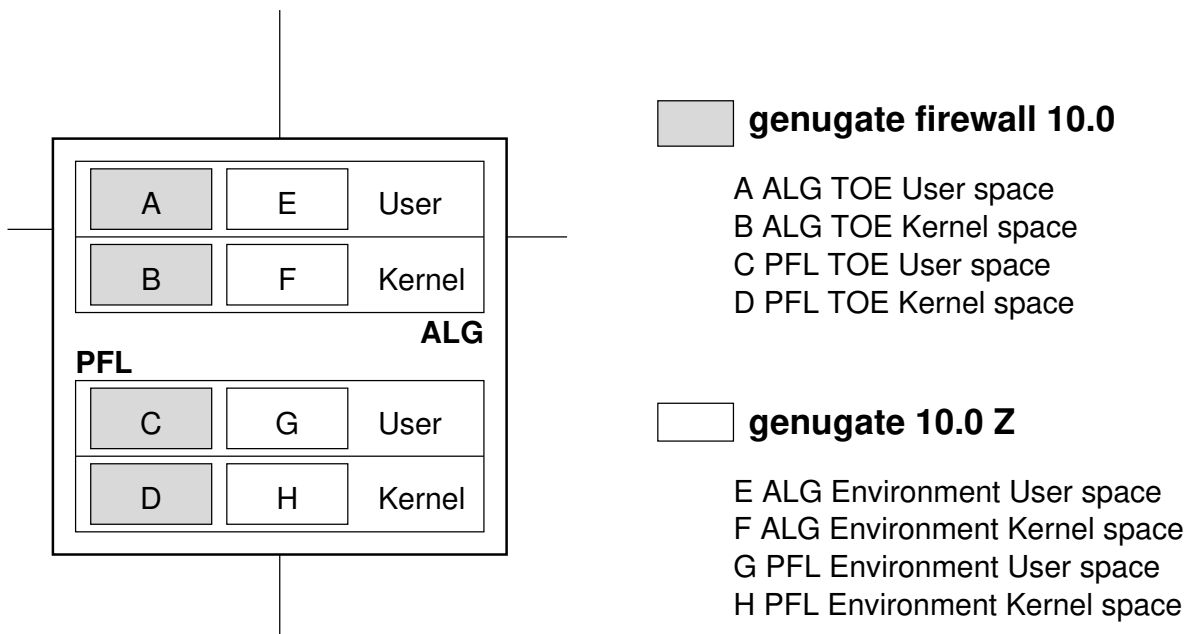 A E User
B F Kernel
ALG
PFL
C G User
D H Kernel
genugate firewall 10.0
A ALG TOE User space
B ALG TOE Kernel space
C PFL TOE User space
D PFL TOE Kernel space
genugate 10.0 Z
E ALG Environment User space
F ALG Environment Kernel space
G PFL Environment User space
H PFL Environment Kernel space